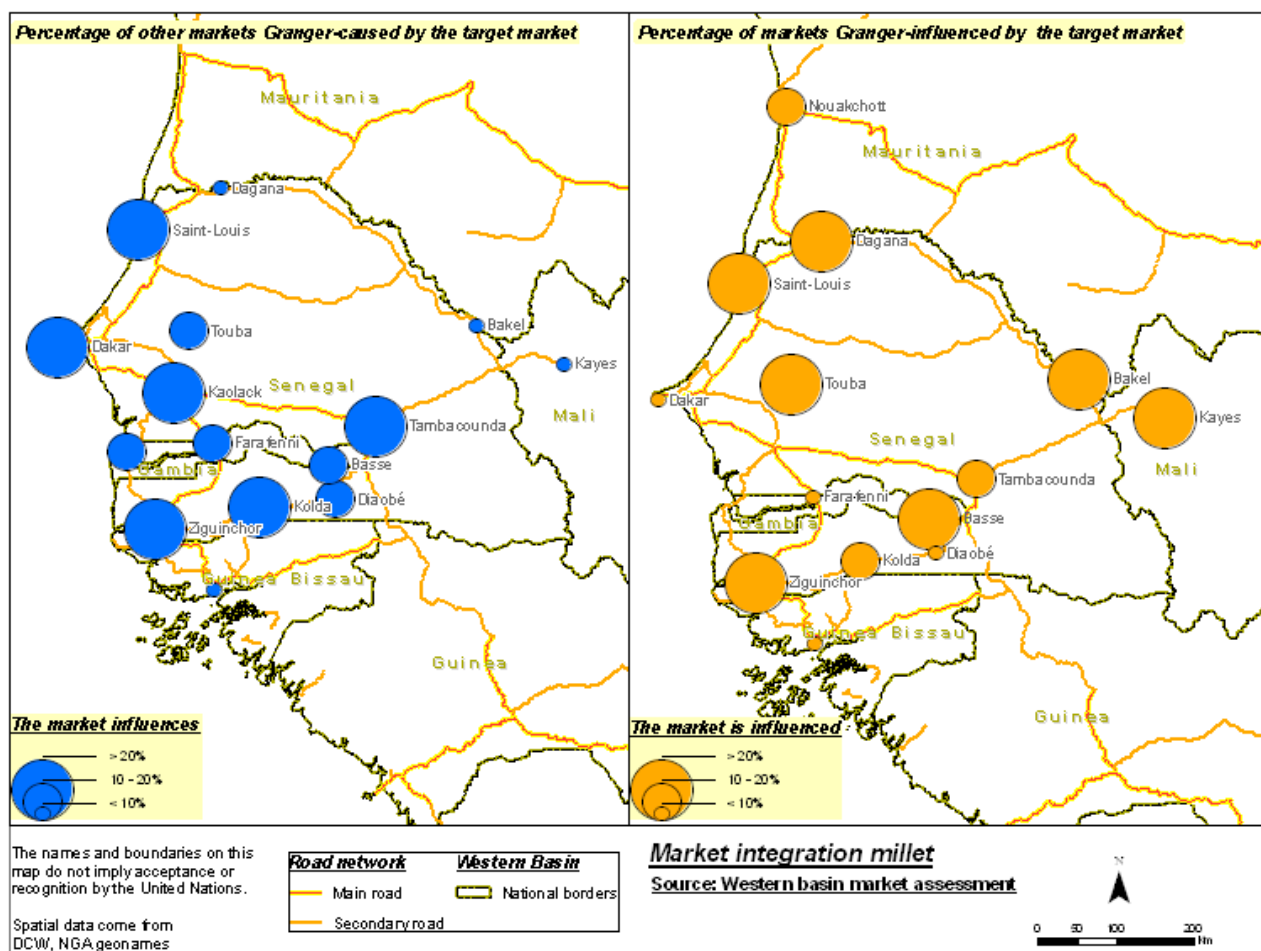 Percentage of other markets Granger-caused by the target market
Mauritania
Dagana
Saint-Louis
Touba
Bakel
Dakar
Kayes
Kaolack
Senegal
Mali
Tambacounda
Farafenni
Gambia
Basse
Kolda
Diaobé
Ziguinchor
Guinea Bissau
Guinea
The market influences
> 20%
10 - 20%
< 10%
Percentage of markets Granger-influenced by the target market
Nouakchott
Mauritania
Dagana
Saint-Louis
Touba
Bakel
Dakar
Kayes
Senegal
Mali
Tambacounda
Farafenni
Gambia
Basse
Diaobé
Kolda
Ziguinchor
Guinea Bissau
Guinea
The market is influenced
> 20%
10 - 20%
< 10%
The names and boundaries on this
map do not imply acceptance or
recognition by the United Nations.
Spatial data come from
DCW, NGA geonames
Road network
Main road
Secondary road
Western Basin
National borders
Market integration millet
Source: Western basin market assessment
N
0 50 100 200
Km